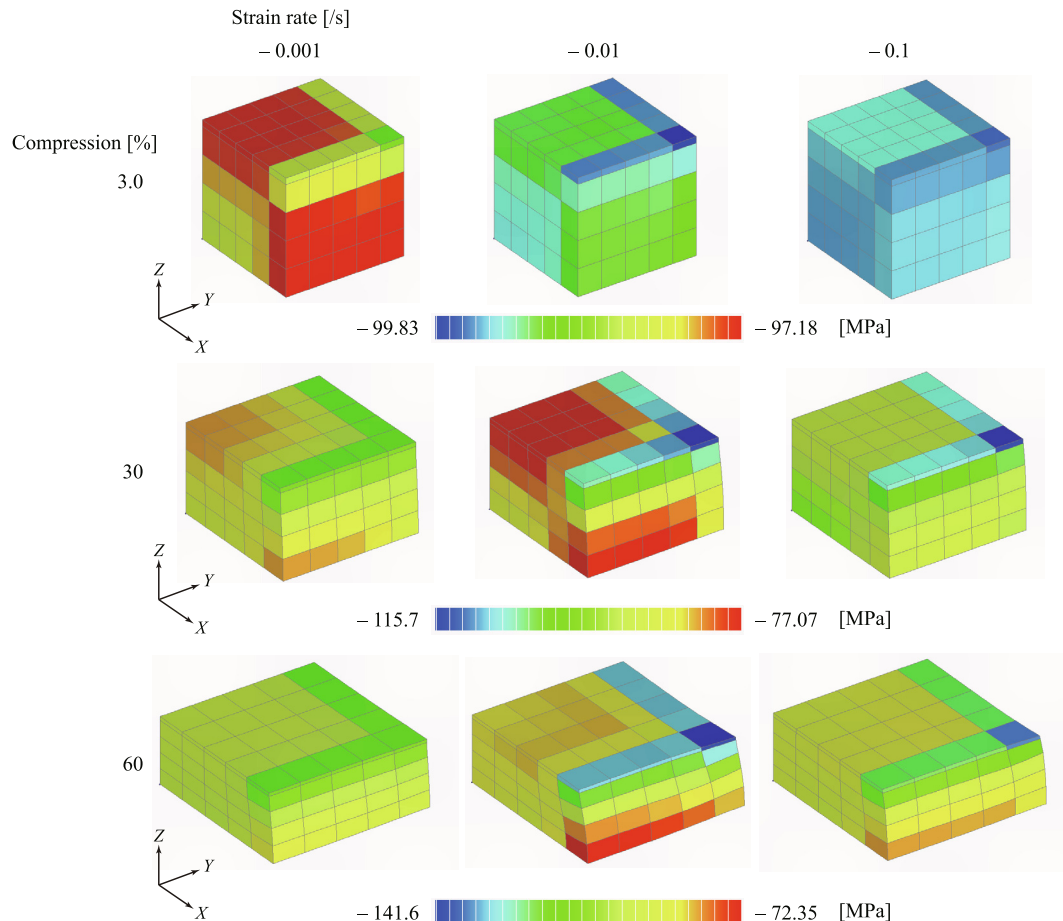 Strain rate [/s]
– 0.001 – 0.01 – 0.1
Compression [%]
3.0
Z
Y
X
– 99.83 – 97.18 [MPa]
30
Z
Y
X
– 115.7 – 77.07 [MPa]
60
Z
Y
X
– 141.6 – 72.35 [MPa]